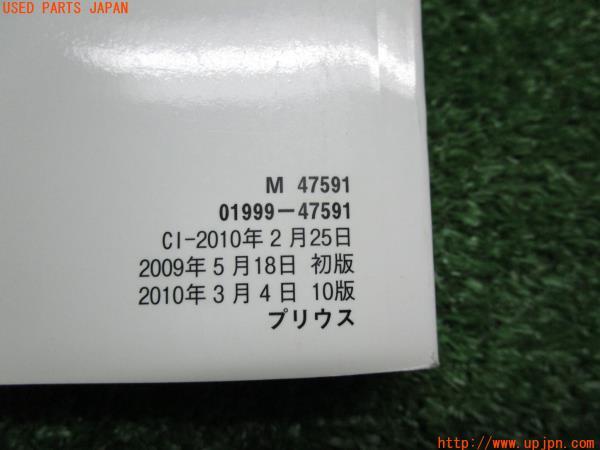 USED PARTS JAPAN
M 47591
01999-47591
CI-2010年2月25日
2009年5月18日 初版
2010年3月4日 10版
プリウス
http://www.upjpn.com